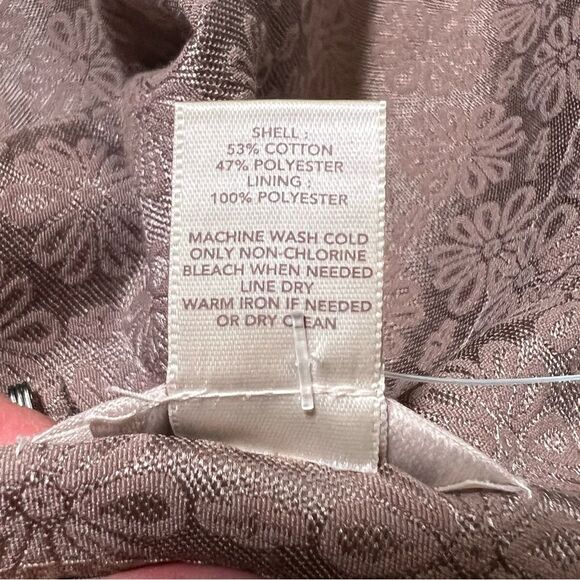 SHELL :
53% COTTON
47% POLYESTER
LINING :
100% POLYESTER
MACHINE WASH COLD
ONLY NON-CHLORINE
BLEACH WHEN NEEDED
LINE DRY
WARM IRON IF NEEDED
OR DRY CLEAN